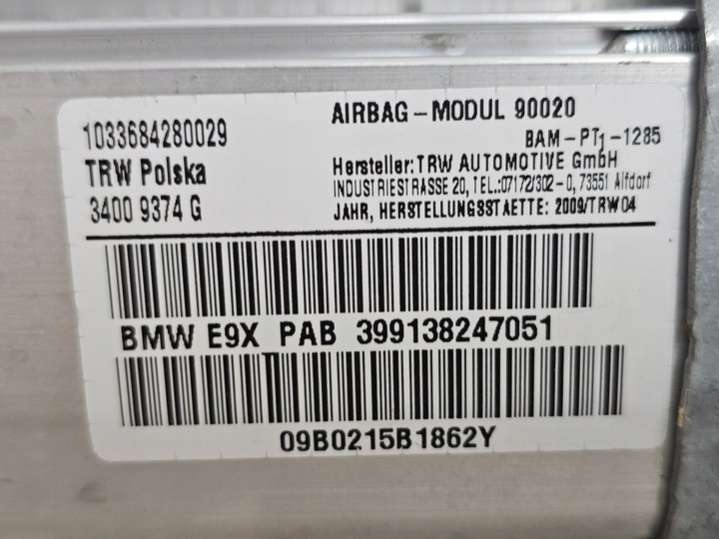 1033684280029
TRW Polska
3400 9374 G
AIRBAG-MODUL 90020
BAM-PT1-1285
Hersteller: TRW AUTOMOTIVE GmbH
INDUSTRIESTRASSE 20, TEL.:07172/302-0, 73551 Alfdorf
JAHR, HERSTELLUNGSSTAETTE: 2009/TRW04
BMW E9X PAB 399138247051
09B0215B1862Y